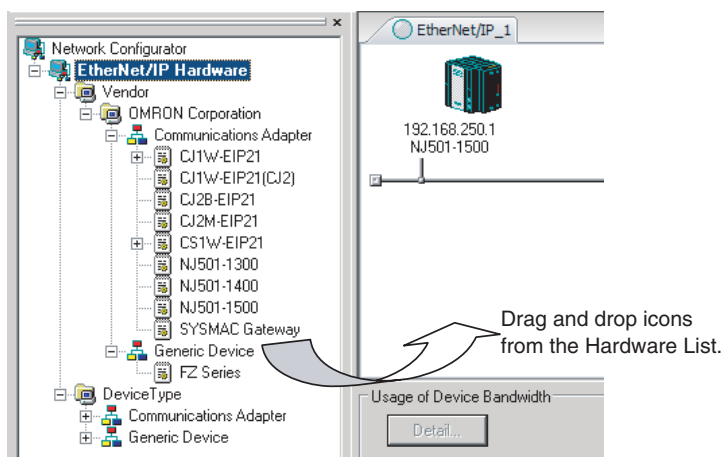 Network Configurator
EtherNet/IP Hardware
Vendor
OMRON Corporation
Communications Adapter
CJ1W-EIP21
CJ1W-EIP21(CJ2)
CJ2B-EIP21
CJ2M-EIP21
CS1W-EIP21
NJ501-1300
NJ501-1400
NJ501-1500
SYSMAC Gateway
Generic Device
FZ Series
DeviceType
Communications Adapter
Generic Device
EtherNet/IP_1
192.168.250.1
NJ501-1500
Drag and drop icons
from the Hardware List.
Usage of Device Bandwidth
Detail...